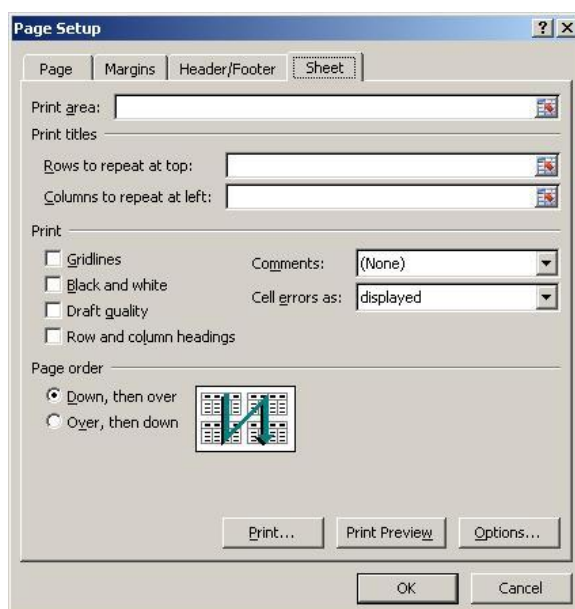 Page Setup
Page Margins Header/Footer Sheet
Print area:
Print titles
Rows to repeat at top:
Columns to repeat at left:
Print
Gridlines
Black and white
Draft quality
Row and column headings
Comments: (None)
Cell errors as: displayed
Page order
Down, then over
Over, then down
Print... Print Preview Options...
OK Cancel